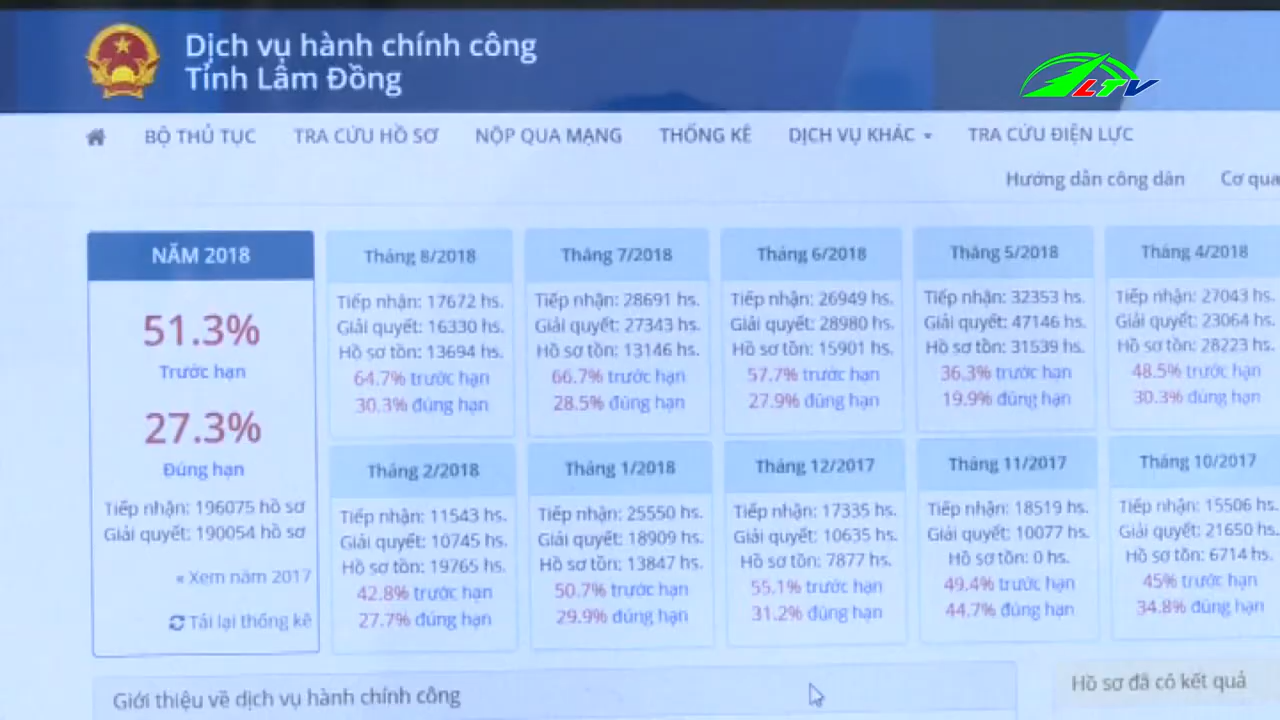 Dịch vụ hành chính công
Tỉnh Lâm Đồng
LTV
BỘ THỦ TỤC TRA CỨU HỒ SƠ NỘP QUA MẠNG THỐNG KÊ DỊCH VỤ KHÁC TRA CỨU ĐIỆN LỰC
Hướng dẫn công dân Cơ qua
NĂM 2018
51.3%
Trước hạn
27.3%
Đúng hạn
Tiếp nhận: 196075 hồ sơ
Giải quyết: 190054 hồ sơ
« Xem năm 2017
Tải lại thống kê
Tháng 8/2018
Tiếp nhận: 17672 hs.
Giải quyết: 16330 hs.
Hồ sơ tồn: 13694 hs.
64.7% trước hạn
30.3% đúng hạn
Tháng 7/2018
Tiếp nhận: 28691 hs.
Giải quyết: 27343 hs.
Hồ sơ tồn: 13146 hs.
66.7% trước hạn
28.5% đúng hạn
Tháng 6/2018
Tiếp nhận: 26949 hs.
Giải quyết: 28980 hs.
Hồ sơ tồn: 15901 hs.
57.7% trước hạn
27.9% đúng hạn
Tháng 5/2018
Tiếp nhận: 32353 hs.
Giải quyết: 47146 hs.
Hồ sơ tồn: 31539 hs.
36.3% trước hạn
19.9% đúng hạn
Tháng 4/2018
Tiếp nhận: 27043 hs.
Giải quyết: 23064 hs.
Hồ sơ tồn: 28223 hs.
48.5% trước hạn
30.3% đúng hạn
Tháng 2/2018
Tiếp nhận: 11543 hs.
Giải quyết: 10745 hs.
Hồ sơ tồn: 19765 hs.
42.8% trước hạn
27.7% đúng hạn
Tháng 1/2018
Tiếp nhận: 25550 hs.
Giải quyết: 18909 hs.
Hồ sơ tồn: 13847 hs.
50.7% trước hạn
29.9% đúng hạn
Tháng 12/2017
Tiếp nhận: 17335 hs.
Giải quyết: 10635 hs.
Hồ sơ tồn: 7877 hs.
55.1% trước hạn
31.2% đúng hạn
Tháng 11/2017
Tiếp nhận: 18519 hs.
Giải quyết: 10077 hs.
Hồ sơ tồn: 0 hs.
49.4% trước hạn
44.7% đúng hạn
Tháng 10/2017
Tiếp nhận: 15506 hs.
Giải quyết: 21650 hs.
Hồ sơ tồn: 6714 hs.
45% trước hạn
34.8% đúng hạn
Giới thiệu về dịch vụ hành chính công
Hồ sơ đã có kết quả